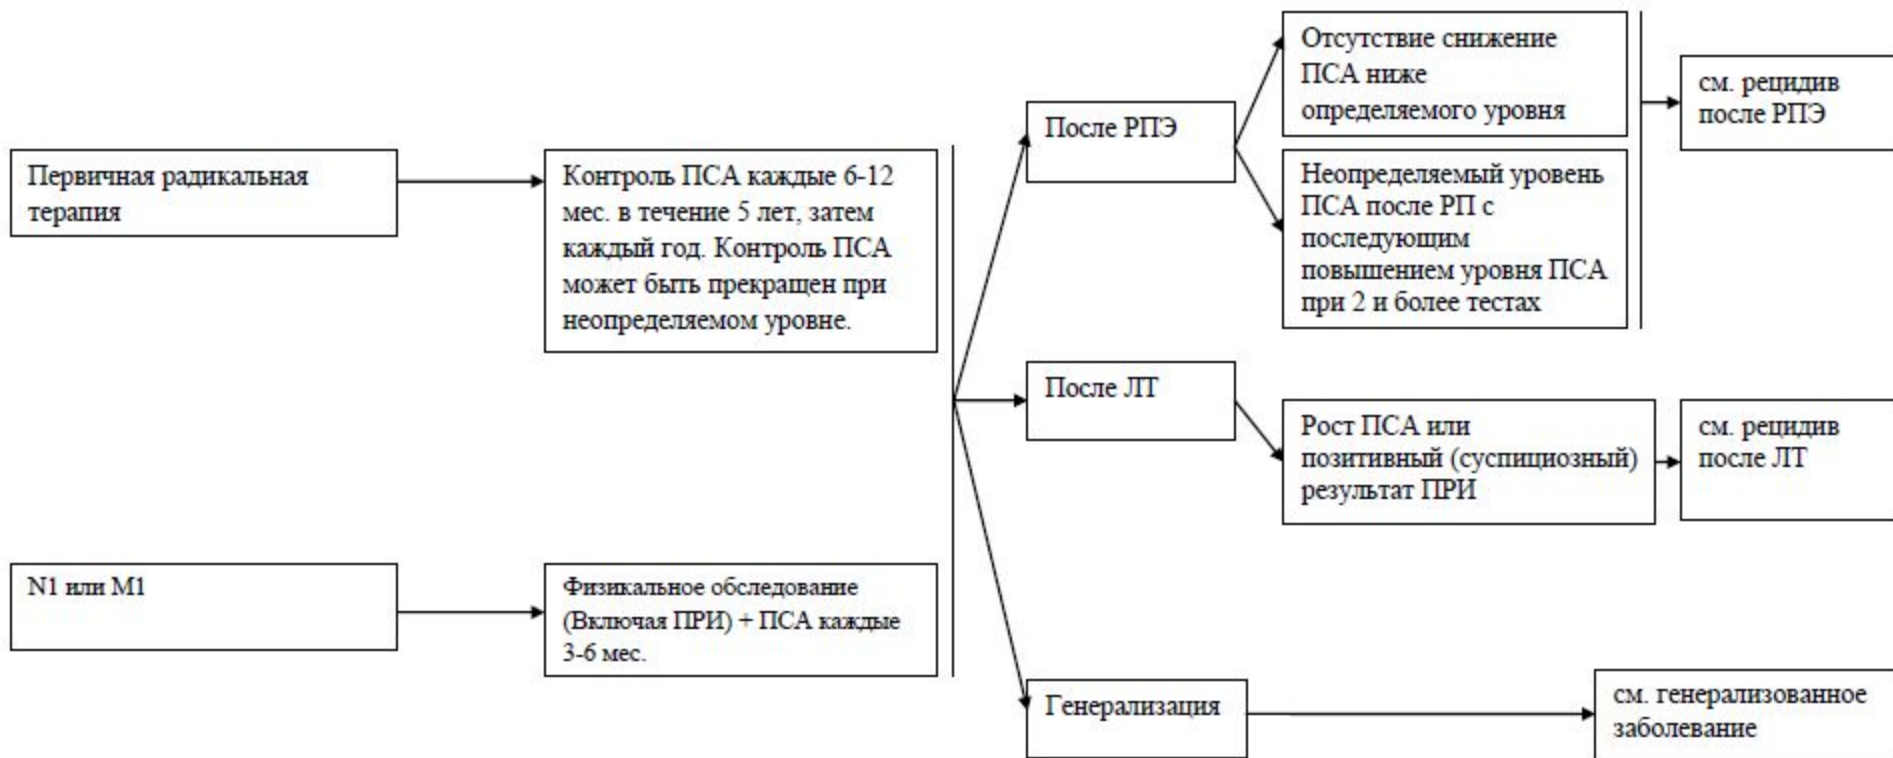 Первичная радикальная
терапия
Контроль ПСА каждые 6-12
мес. в течение 5 лет, затем
каждый год. Контроль ПСА
может быть прекращен при
неопределяемом уровне.
N1 или M1
Физикальное обследование
(Включая ПРИ) + ПСА каждые
3-6 мес.
После РПЭ
Отсутствие снижение
ПСА ниже
определяемого уровня
Неопределяемый уровень
ПСА после РП с
последующим
повышением уровня ПСА
при 2 и более тестах
см. рецидив
после РПЭ
После ЛТ
Рост ПСА или
позитивный (суспициозный)
результат ПРИ
см. рецидив
после ЛТ
Генерализация
см. генерализованное
заболевание